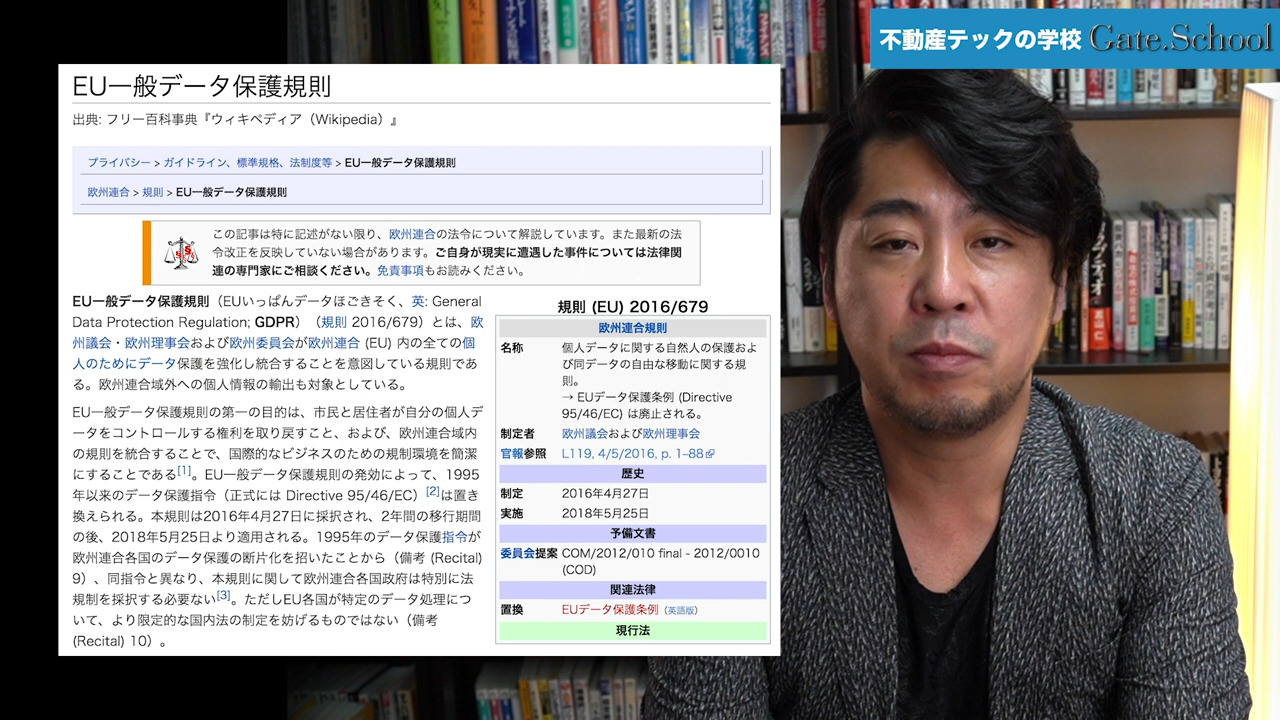 不動産テックの学校 Gate.School
EU一般データ保護規則
出典: フリー百科事典『ウィキペディア（Wikipedia）』
プライバシー > ガイドライン、標準規格、法制度等 > EU一般データ保護規則
欧州連合 > 規則 > EU一般データ保護規則
この記事は特に記述がない限り、欧州連合の法令について解説しています。また最新の法
令改正を反映していない場合があります。ご自身が現実に遭遇した事件については法律関
連の専門家にご相談ください。免責事項もお読みください。
EU一般データ保護規則（EUいっぱんデータほごきそく、英: General
Data Protection Regulation; GDPR）（規則 2016/679）とは、欧
州議会・欧州理事会および欧州委員会が欧州連合 (EU) 内の全ての個
人のためにデータ保護を強化し統合することを意図している規則であ
る。欧州連合域外への個人情報の輸出も対象としている。
EU一般データ保護規則の第一の目的は、市民と居住者が自分の個人デ
ータをコントロールする権利を取り戻すこと、および、欧州連合域内
の規則を統合することで、国際的なビジネスのための規制環境を簡潔
にすることである[1]。EU一般データ保護規則の発効によって、1995
年以来のデータ保護指令（正式には Directive 95/46/EC）[2]は置き
換えられる。本規則は2016年4月27日に採択され、2年間の移行期間
の後、2018年5月25日より適用される。1995年のデータ保護指令が
欧州連合各国のデータ保護の断片化を招いたことから（備考 (Recital)
9）、同指令と異なり、本規則に関して欧州連合各国政府は特別に法
規制を採択する必要ない[3]。ただしEU各国が特定のデータ処理につ
いて、より限定的な国内法の制定を妨げるものではない（備考
(Recital) 10）。
規則 (EU) 2016/679
欧州連合規則
名称 個人データに関する自然人の保護およ
び同データの自由な移動に関する規
則。
→ EUデータ保護条例 (Directive
95/46/EC) は廃止される。
制定者 欧州議会および欧州理事会
官報参照 L119, 4/5/2016, p. 1–88
歴史
制定 2016年4月27日
実施 2018年5月25日
予備文書
委員会提案 COM/2012/010 final - 2012/0010
(COD)
関連法律
置換 EUデータ保護条例（英語版）
現行法